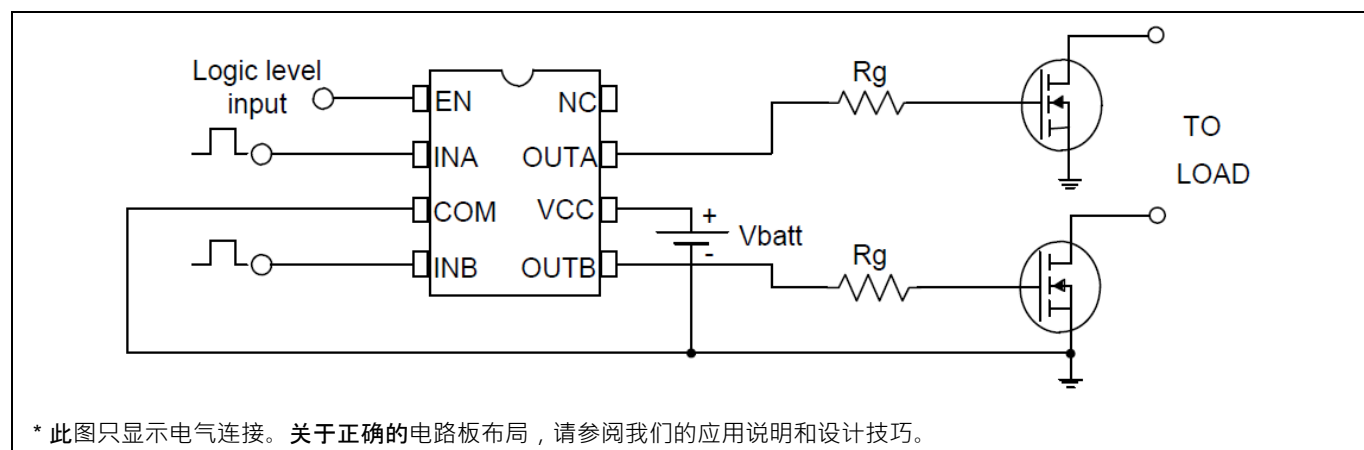 Logic level
input
EN
NC
INA
OUTA
COM
VCC
INB
OUTB
Rg
+
Vbatt
-
Rg
TO
LOAD
* 此图只显示电气连接。关于正确的电路板布局，请参阅我们的应用说明和设计技巧。